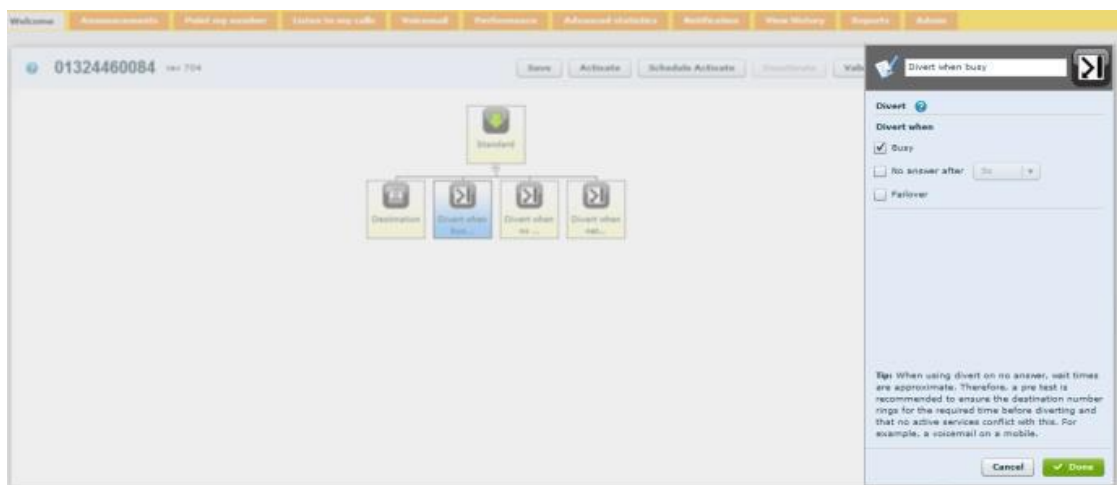 Welcome Announcements Point my number Listen to my calls Voicemail Performance Advanced statistics Notification View History Reports Admin
01324460084
Save Activate Schedule Activate Deactivate
Divert when busy
Divert
Divert when
Busy
No answer after
Failover
Standard
Destination
Divert when
Divert when
no ...
Divert when
Tip: When using divert on no answer, wait times
are approximate. Therefore, a pre test is
recommended to ensure the destination number
rings for the required time before diverting and
that no active services conflict with this. For
example, a voicemail on a mobile.
Cancel Done